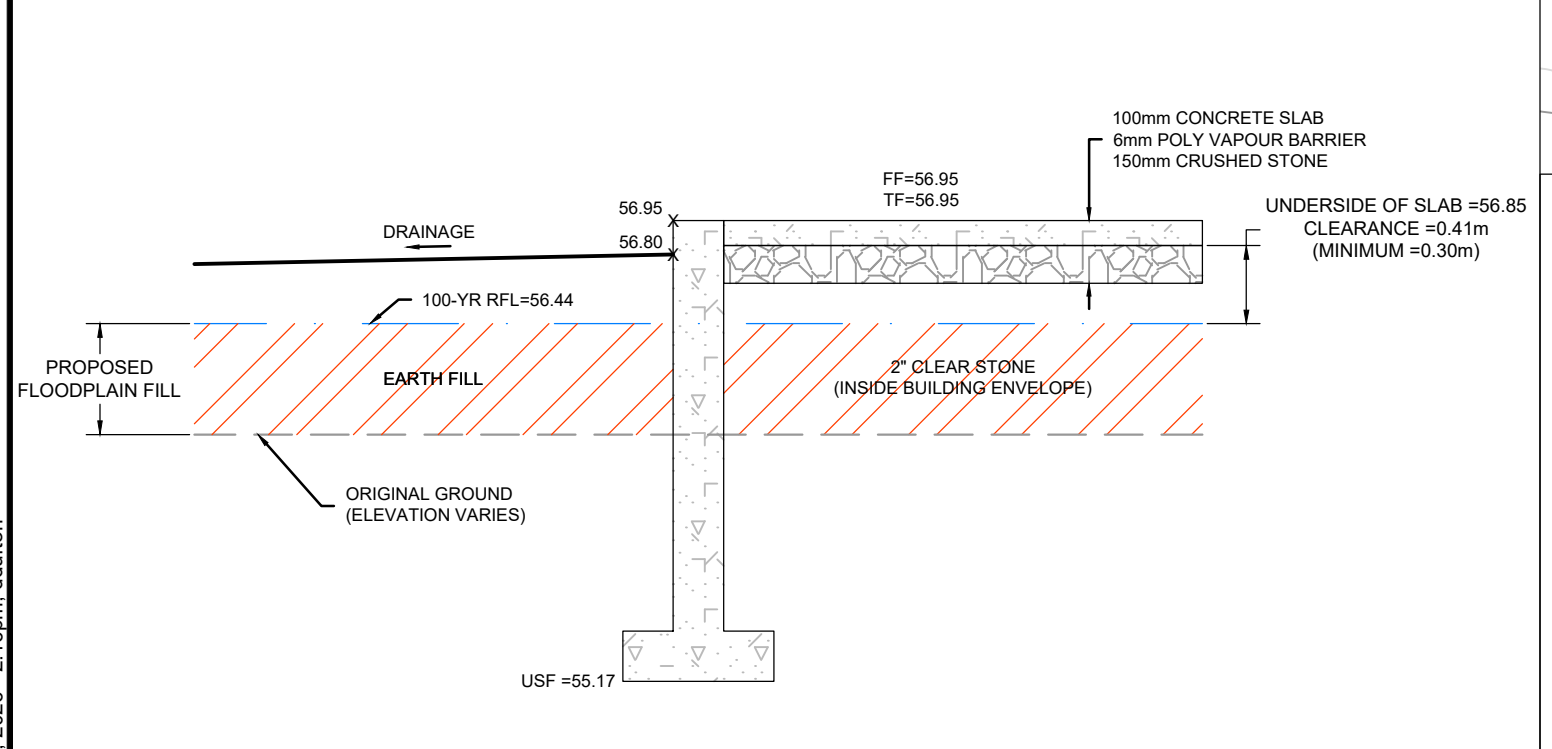 100mm CONCRETE SLAB
6mm POLY VAPOUR BARRIER
150mm CRUSHED STONE
FF=56.95
TF=56.95
UNDERSIDE OF SLAB =56.85
CLEARANCE =0.41m
(MINIMUM =0.30m)
56.95
DRAINAGE
56.80
100-YR RFL=56.44
PROPOSED
FLOODPLAIN FILL
EARTH FILL
2" CLEAR STONE
(INSIDE BUILDING ENVELOPE)
ORIGINAL GROUND
(ELEVATION VARIES)
USF =55.17